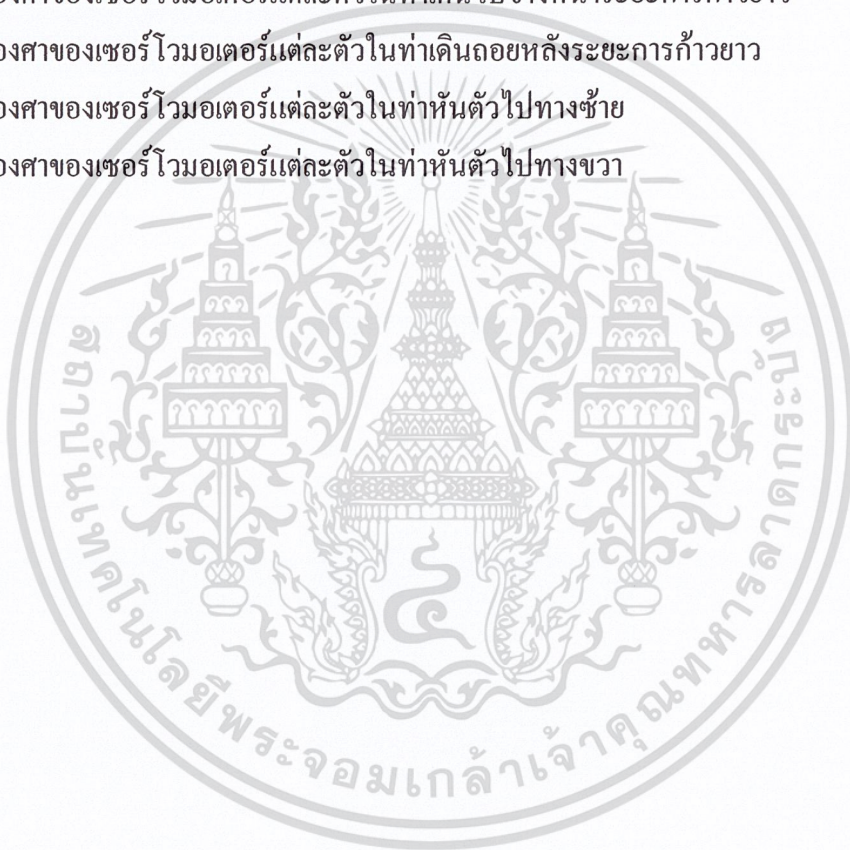 องศาของเซอร์โวมอเตอร์แต่ละตัวในท่าเดินถอยหลังระยะการก้าวยาว
องศาของเซอร์โวมอเตอร์แต่ละตัวในท่าหันตัวไปทางซ้าย
องศาของเซอร์โวมอเตอร์แต่ละตัวในท่าหันตัวไปทางขวา
สถาบันเทคโนโลยีพระจอมเกล้าเจ้าคุณทหารลาดกระบัง